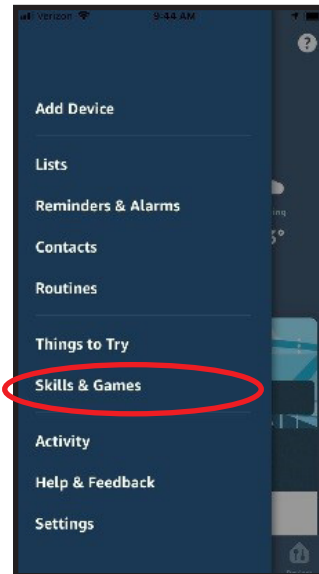 verizon 9:44 AM
?
Add Device
Lists
Reminders & Alarms
Contacts
Routines
Things to Try
Skills & Games
Activity
Help & Feedback
Settings